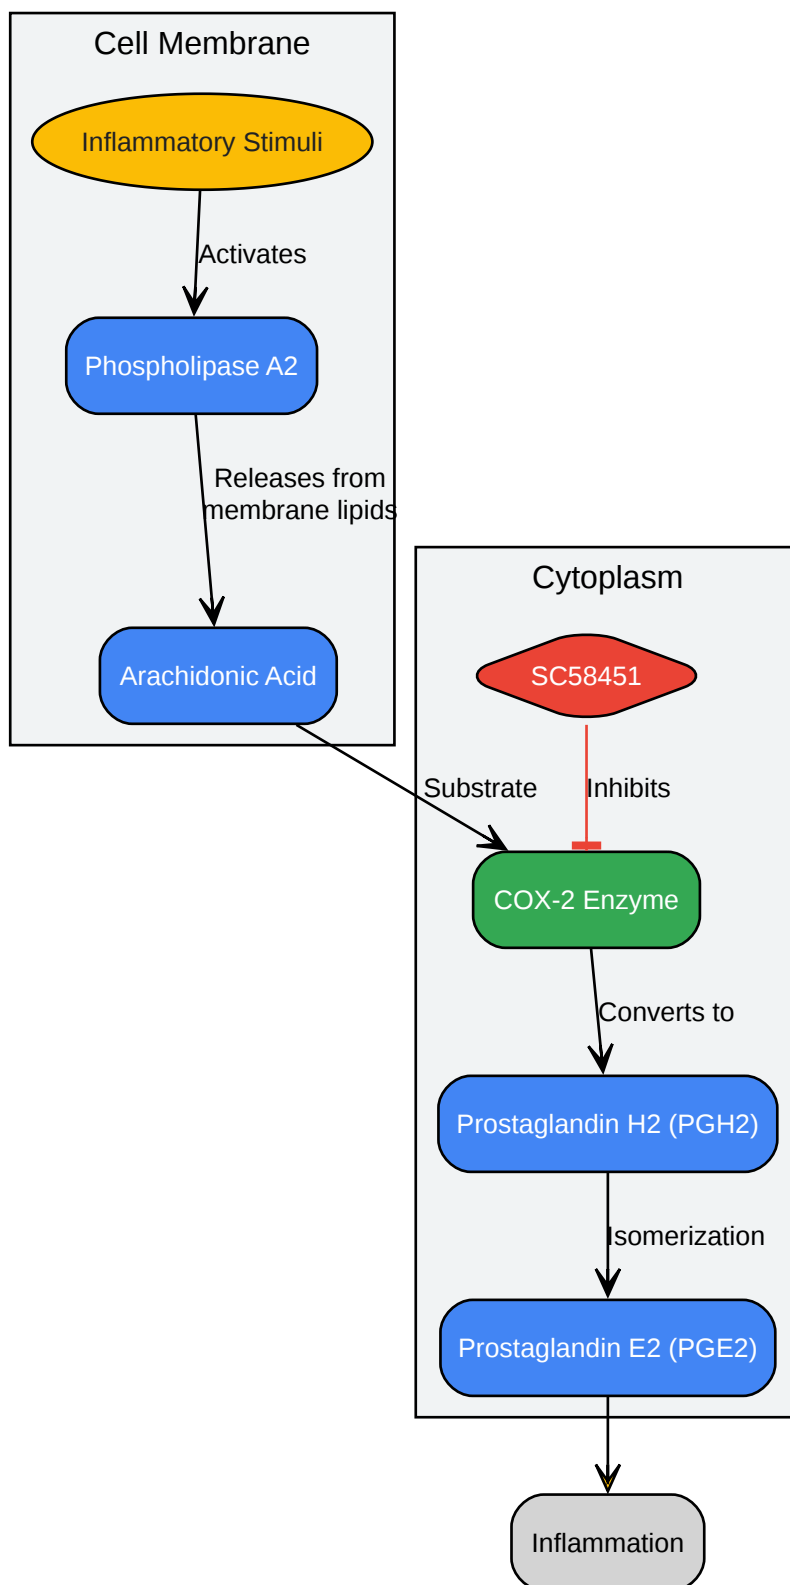 Cell Membrane
Inflammatory Stimuli
Activates
Phospholipase A2
Releases from
membrane lipids
Arachidonic Acid
Cytoplasm
SC58451
Substrate
Inhibits
COX-2 Enzyme
Converts to
Prostaglandin H2 (PGH2)
Isomerization
Prostaglandin E2 (PGE2)
Inflammation